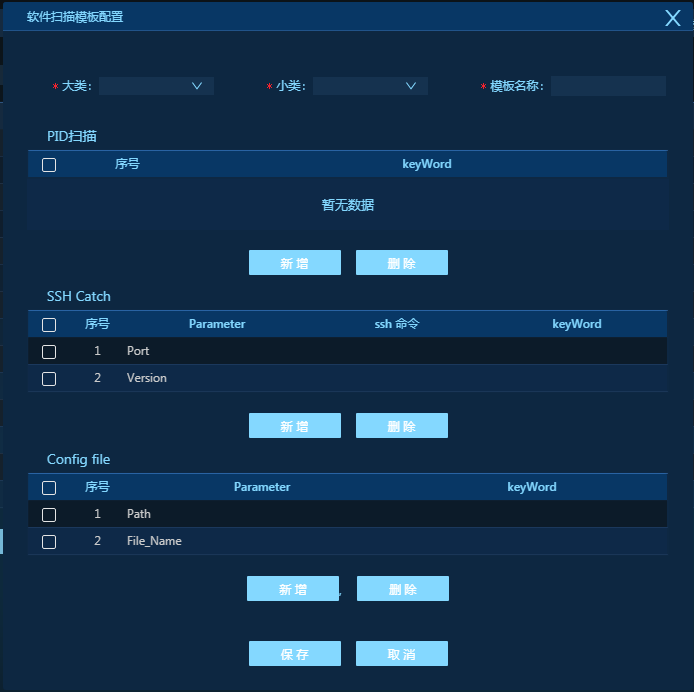 软件扫描模板配置 X
* 大类： * 小类： * 模板名称：
PID扫描
序号 keyWord
暂无数据
新增 删除
SSH Catch
序号 Parameter ssh 命令 keyWord
1 Port
2 Version
新增 删除
Config file
序号 Parameter keyWord
1 Path
2 File_Name
新增 删除
保存 取消